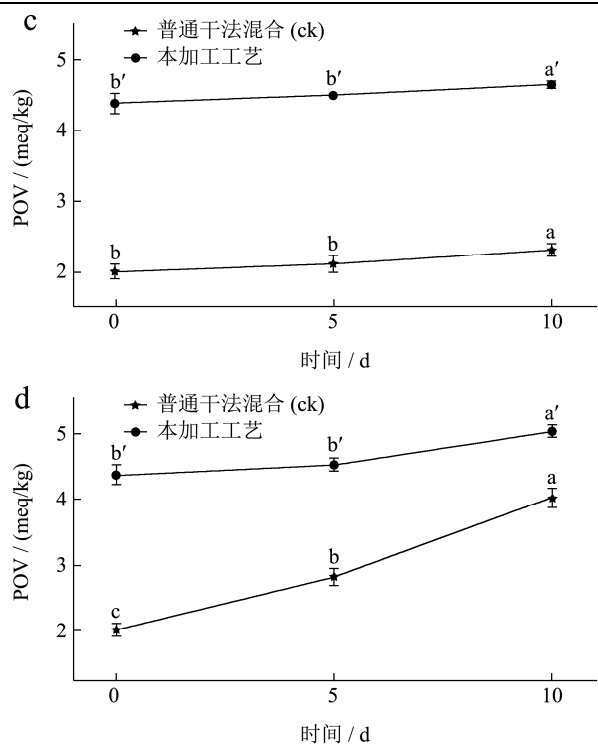 c
普通干法混合 (ck)
本加工工艺
5
4
3
2
POV / (meq/kg)
b′ b′ a′
b b a
0 5 10
时间 / d
d
普通干法混合 (ck)
本加工工艺
5
4
3
2
POV / (meq/kg)
b′ b′ a′
c b a
0 5 10
时间 / d